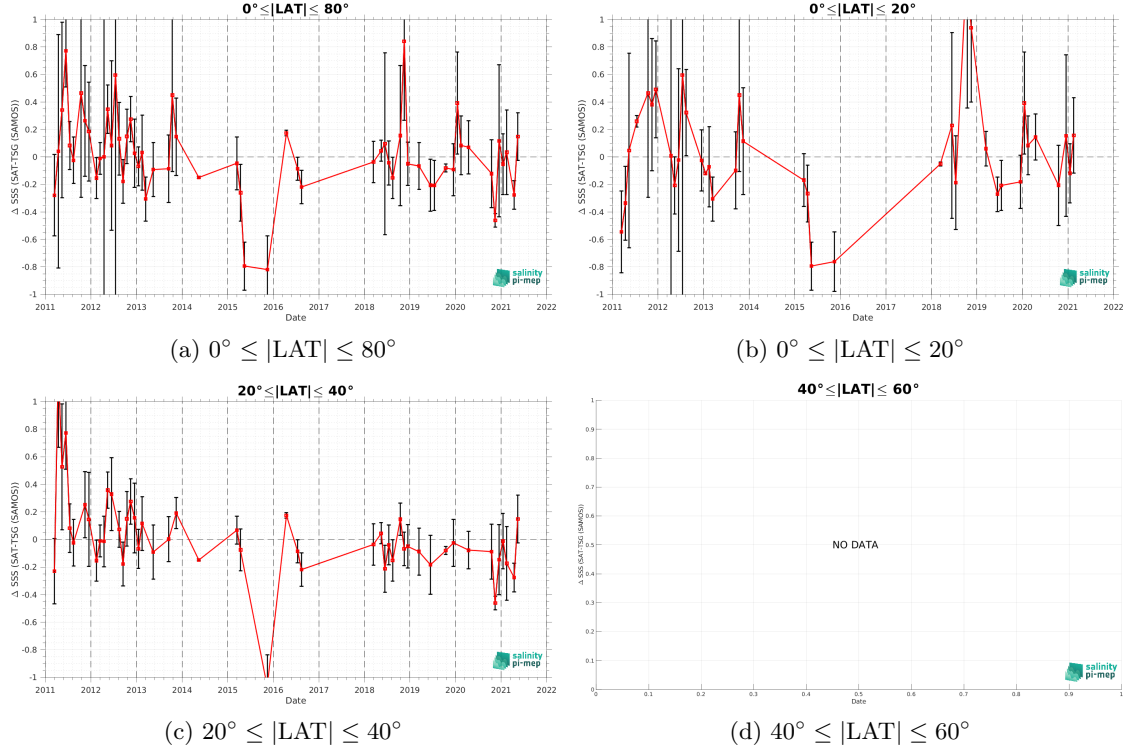 0°≤|LAT|≤ 80°
Δ SSS (SAT-TSG (SAMOS))
1
0.8
0.6
0.4
0.2
0
-0.2
-0.4
-0.6
-0.8
-1
2011 2012 2013 2014 2015 2016 2017 2018 2019 2020 2021 2022
Date
salinity
pi-mep
(a) 0° ≤ |LAT| ≤ 80°
0°≤|LAT|≤ 20°
Δ SSS (SAT-TSG (SAMOS))
1
0.8
0.6
0.4
0.2
0
-0.2
-0.4
-0.6
-0.8
-1
2011 2012 2013 2014 2015 2016 2017 2018 2019 2020 2021 2022
Date
salinity
pi-mep
(b) 0° ≤ |LAT| ≤ 20°
20°≤|LAT|≤ 40°
Δ SSS (SAT-TSG (SAMOS))
1
0.8
0.6
0.4
0.2
0
-0.2
-0.4
-0.6
-0.8
-1
2011 2012 2013 2014 2015 2016 2017 2018 2019 2020 2021 2022
Date
salinity
pi-mep
(c) 20° ≤ |LAT| ≤ 40°
40°≤|LAT|≤ 60°
Δ SSS (SAT-TSG (SAMOS))
1
0.9
0.8
0.7
0.6
0.5
0.4
0.3
0.2
0.1
0
NO DATA
0 0.1 0.2 0.3 0.4 0.5 0.6 0.7 0.8 0.9 1
Date
salinity
pi-mep
(d) 40° ≤ |LAT| ≤ 60°